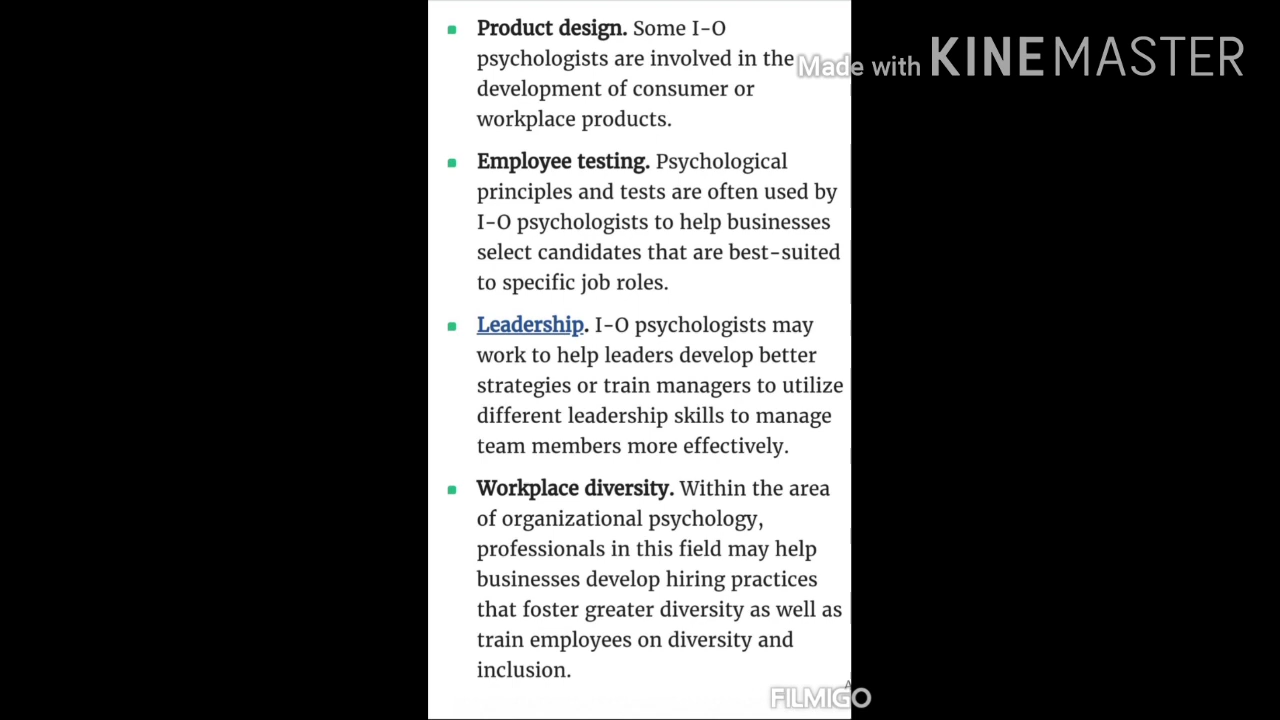 Product design. Some I-O
psychologists are involved in the
development of consumer or
workplace products.
Made with KINEMASTER
Employee testing. Psychological
principles and tests are often used by
I-O psychologists to help businesses
select candidates that are best-suited
to specific job roles.
Leadership. I-O psychologists may
work to help leaders develop better
strategies or train managers to utilize
different leadership skills to manage
team members more effectively.
Workplace diversity. Within the area
of organizational psychology,
professionals in this field may help
businesses develop hiring practices
that foster greater diversity as well as
train employees on diversity and
inclusion.
FILMIGO